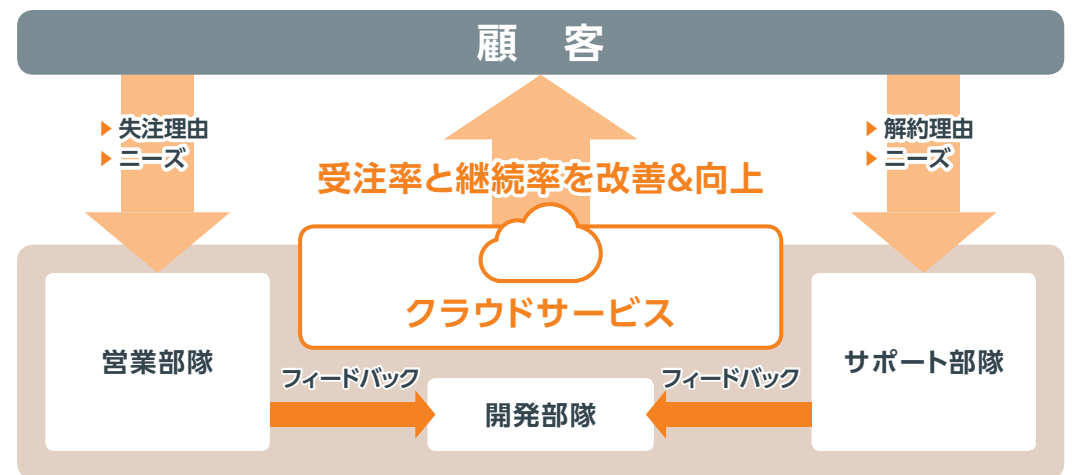 顧　客
▶ 失注理由
▶ ニーズ
▶ 解約理由
▶ ニーズ
受注率と継続率を改善&向上
クラウドサービス
営業部隊
サポート部隊
フィードバック
フィードバック
開発部隊